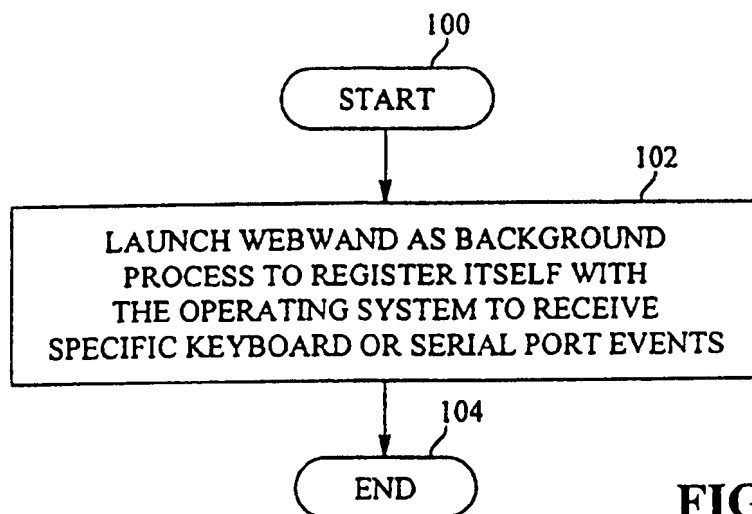 100
START
102
LAUNCH WEBWAND AS BACKGROUND
PROCESS TO REGISTER ITSELF WITH
THE OPERATING SYSTEM TO RECEIVE
SPECIFIC KEYBOARD OR SERIAL PORT EVENTS
104
END
FIG